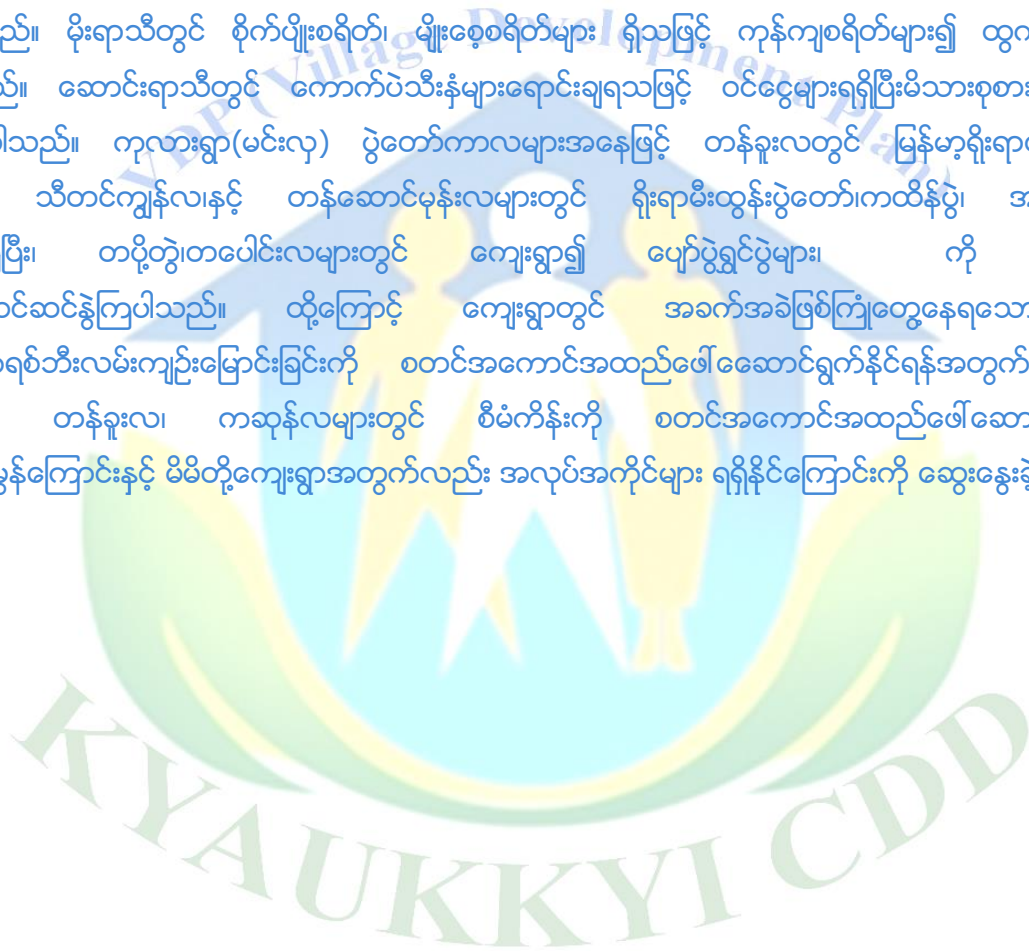 သည်။ မိုးရာသီတွင် စိုက်ပျိုးစရိတ်၊ မျိုးစေ့စရိတ်များ ရှိသဖြင့် ကုန်ကျစရိတ်များ၍
ဆောင်းရာသီတွင် ကောက်ပဲသီးနှံများရောင်းချရသဖြင့် ဝင်ငွေများရရှိပြီးမိသားစု
ပါသည်။ ကုလားရွာ(မင်းလှ) ပွဲတော်ကာလများအနေဖြင့် တန်ခူးလတွင် မြန်မာ့ရိုးရာ
သီတင်ကျွန်လ၊နှင့် တန်ဆောင်မုန်းလများတွင် ရိုးရာမီးထွန်းပွဲတော်၊ကထိန်ပွဲ၊
ပြီး၊ တပို့တွဲ၊တပေါင်းလများတွင် ကျေးရွာ၍ ပျော်ပွဲရွှင်ပွဲများ၊ ကို
ဆင်နွဲကြပါသည်။ ထို့ကြောင့် ကျေးရွာတွင် အခက်အခဲဖြစ်ကြုံတွေ့နေရသော
ရစ်ဘီးလမ်းကျဉ်းမြောင်းခြင်းကို စတင်အကောင်အထည်ဖေါ်ဆောင်ရွက်နိုင်ရန်အတွက်
တန်ခူးလ၊ ကဆုန်လများတွင် စီမံကိန်းကို စတင်အကောင်အထည်ဖေါ်
မွန်ကြောင်းနှင့် မိမိတို့ကျေးရွာအတွက်လည်း အလုပ်အကိုင်များ ရရှိနိုင်ကြောင်းကို ဆွေးနွေး
VDP (Village Development Plan)
KYAUKKYI CDD